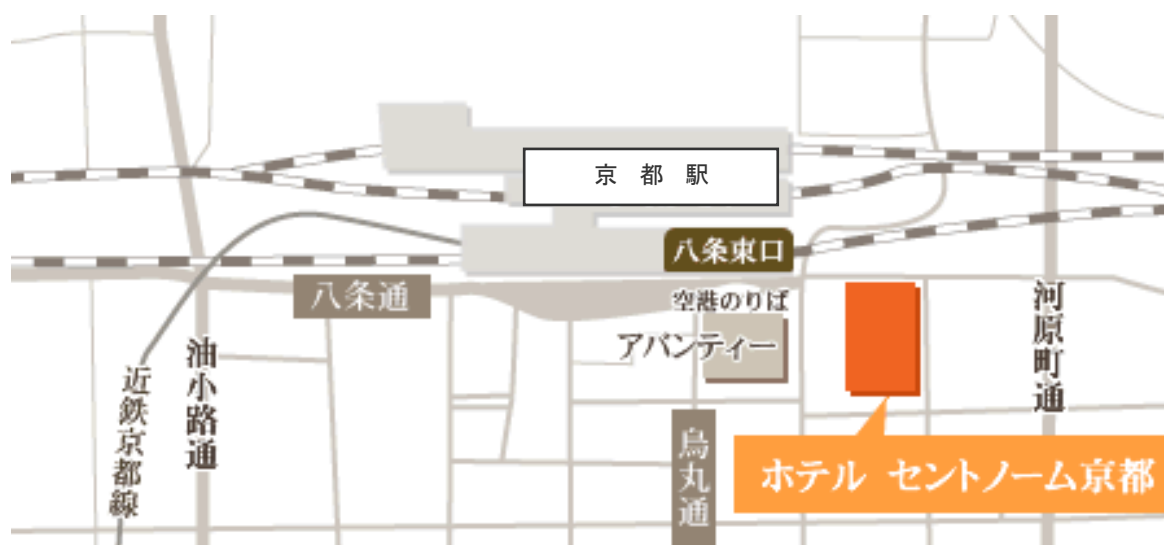 京都駅
八条東口
八条通
空港のりば
アバンティー
油小路通
近鉄京都線
烏丸通
河原町通
ホテル セントノーム京都